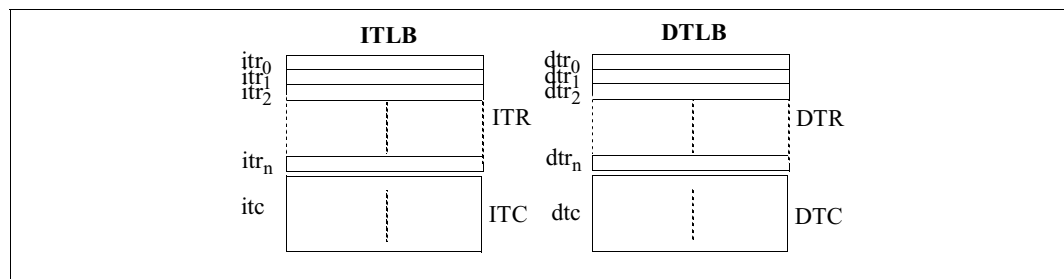 ITLB
itr0
itr1
itr2
ITR
itrn
itc
ITC
DTLB
dtr0
dtr1
dtr2
DTR
dtrn
dtc
DTC